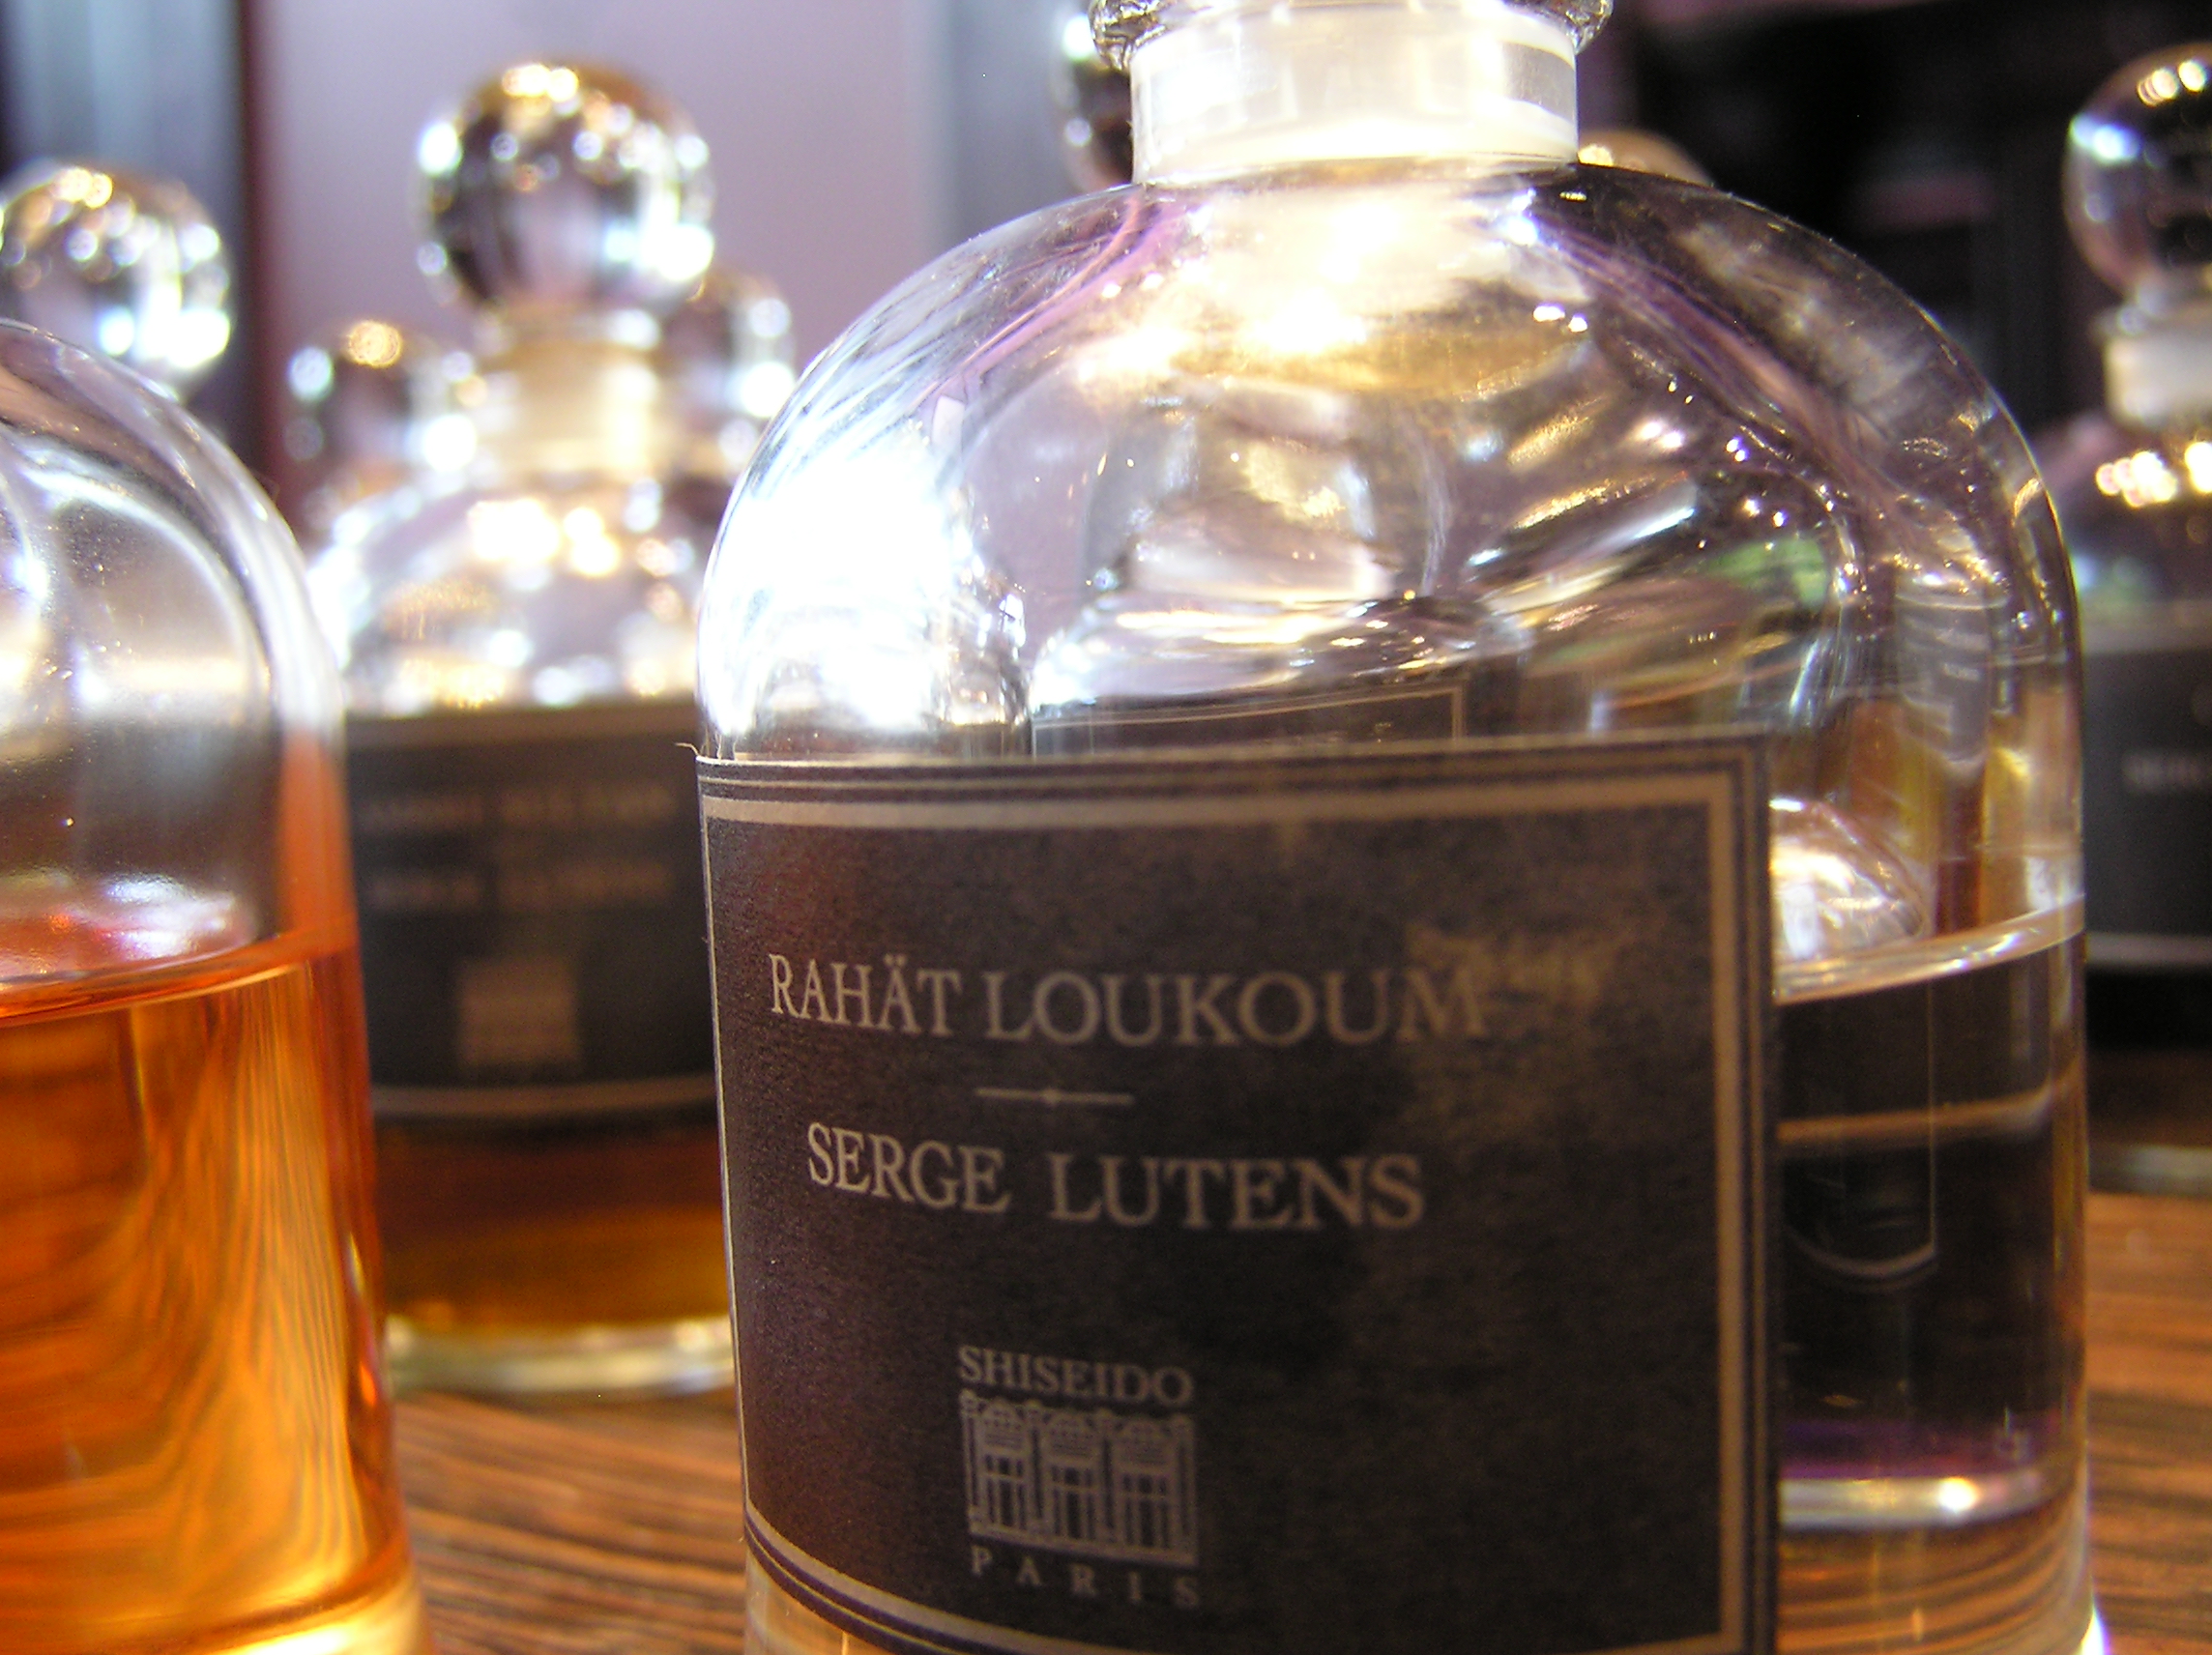 RAHÄT LOUKOUM
SERGE LUTENS
SHISEIDO
PARIS